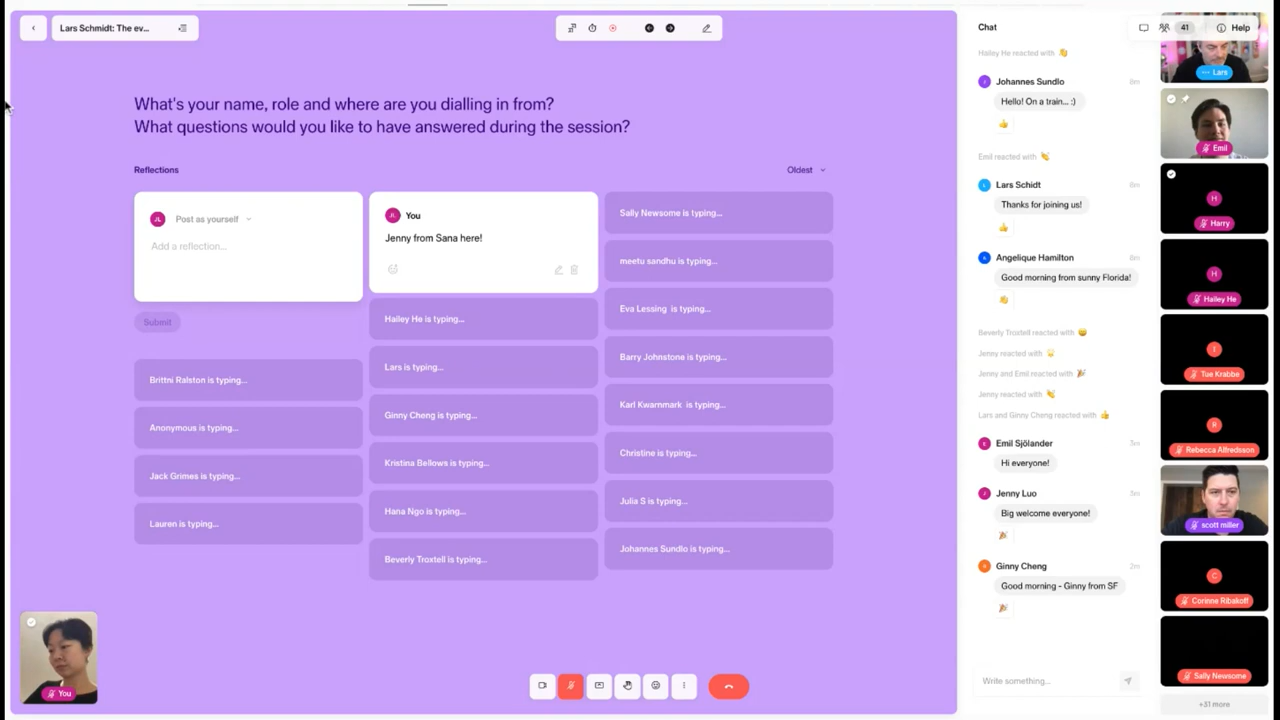 Lars Schmidt: The ev...
What's your name, role and where are you dialling in from?
What questions would you like to have answered during the session?
Reflections
Oldest
JL Post as yourself
Add a reflection...
Submit
Brittni Ralston is typing...
Anonymous is typing...
Jack Grimes is typing...
Lauren is typing...
JL You
Jenny from Sana here!
Hailey He is typing...
Lars is typing...
Ginny Cheng is typing...
Kristina Bellows is typing...
Hana Ngo is typing...
Beverly Troxtell is typing...
Sally Newsome is typing...
meetu sandhu is typing...
Eva Lessing is typing...
Barry Johnstone is typing...
Karl Kwarnmark is typing...
Christine is typing...
Julia S is typing...
Johannes Sundlo is typing...
You
Chat
41
Help
Hailey He reacted with 👋
Johannes Sundlo 8m
Hello! On a train... :)
Emil reacted with 👏
Lars Schidt 8m
Thanks for joining us!
Angelique Hamilton 8m
Good morning from sunny Florida!
Beverly Troxtell reacted with 😄
Jenny reacted with
Jenny and Emil reacted with 🎉
Jenny reacted with 👏
Lars and Ginny Cheng reacted with 👍
Emil Sjölander 3m
Hi everyone!
Jenny Luo 3m
Big welcome everyone!
Ginny Cheng 2m
Good morning - Ginny from SF
Write something...
Lars
Emil
H
Harry
H
Hailey He
T
Tue Krabbe
R
Rebecca Alfredsson
scott miller
C
Corinne Ribakoff
Sally Newsome
+31 more